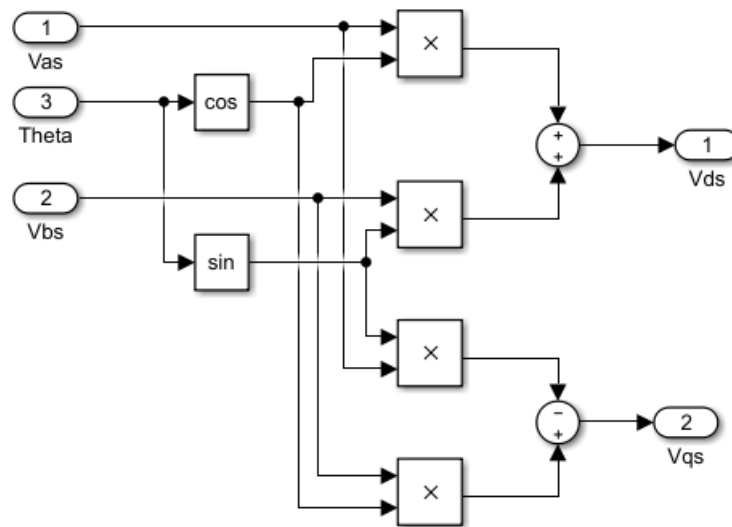 1
Vas
3
Theta
2
Vbs
cos
sin
×
×
×
×
+
+
−
+
1
Vds
2
Vqs